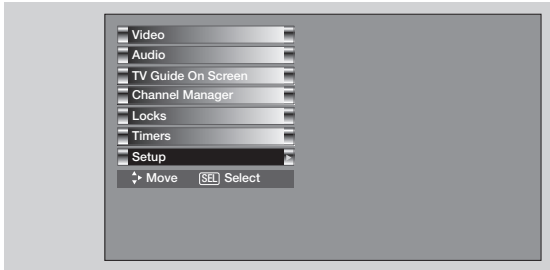 Video
Audio
TV Guide On Screen
Channel Manager
Locks
Timers
Setup
Move SEL Select